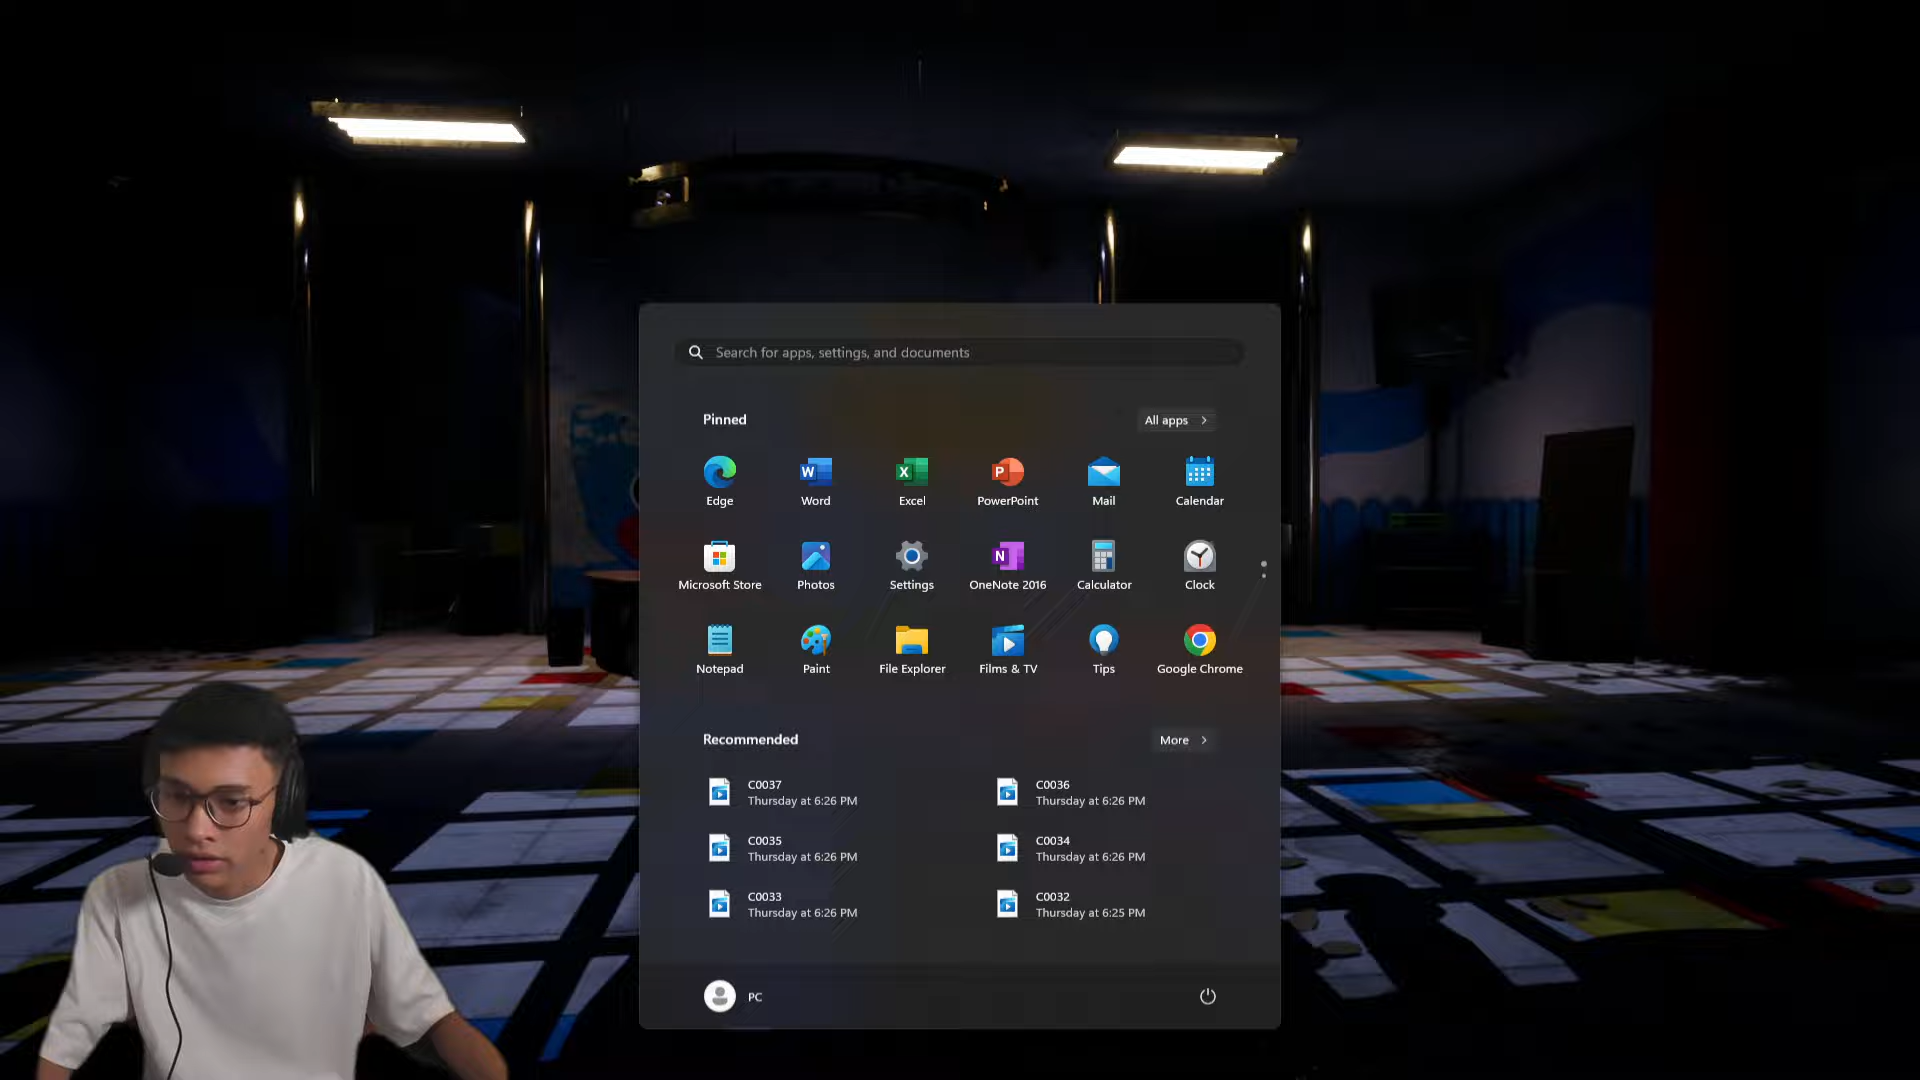 Search for apps, settings, and documents
Pinned
All apps
Edge
Word
Excel
PowerPoint
Mail
Calendar
Microsoft Store
Photos
Settings
OneNote 2016
Calculator
Clock
Notepad
Paint
File Explorer
Films & TV
Tips
Google Chrome
Recommended
More
C0037
Thursday at 6:26 PM
C0036
Thursday at 6:26 PM
C0035
Thursday at 6:26 PM
C0034
Thursday at 6:26 PM
C0033
Thursday at 6:26 PM
C0032
Thursday at 6:25 PM
PC